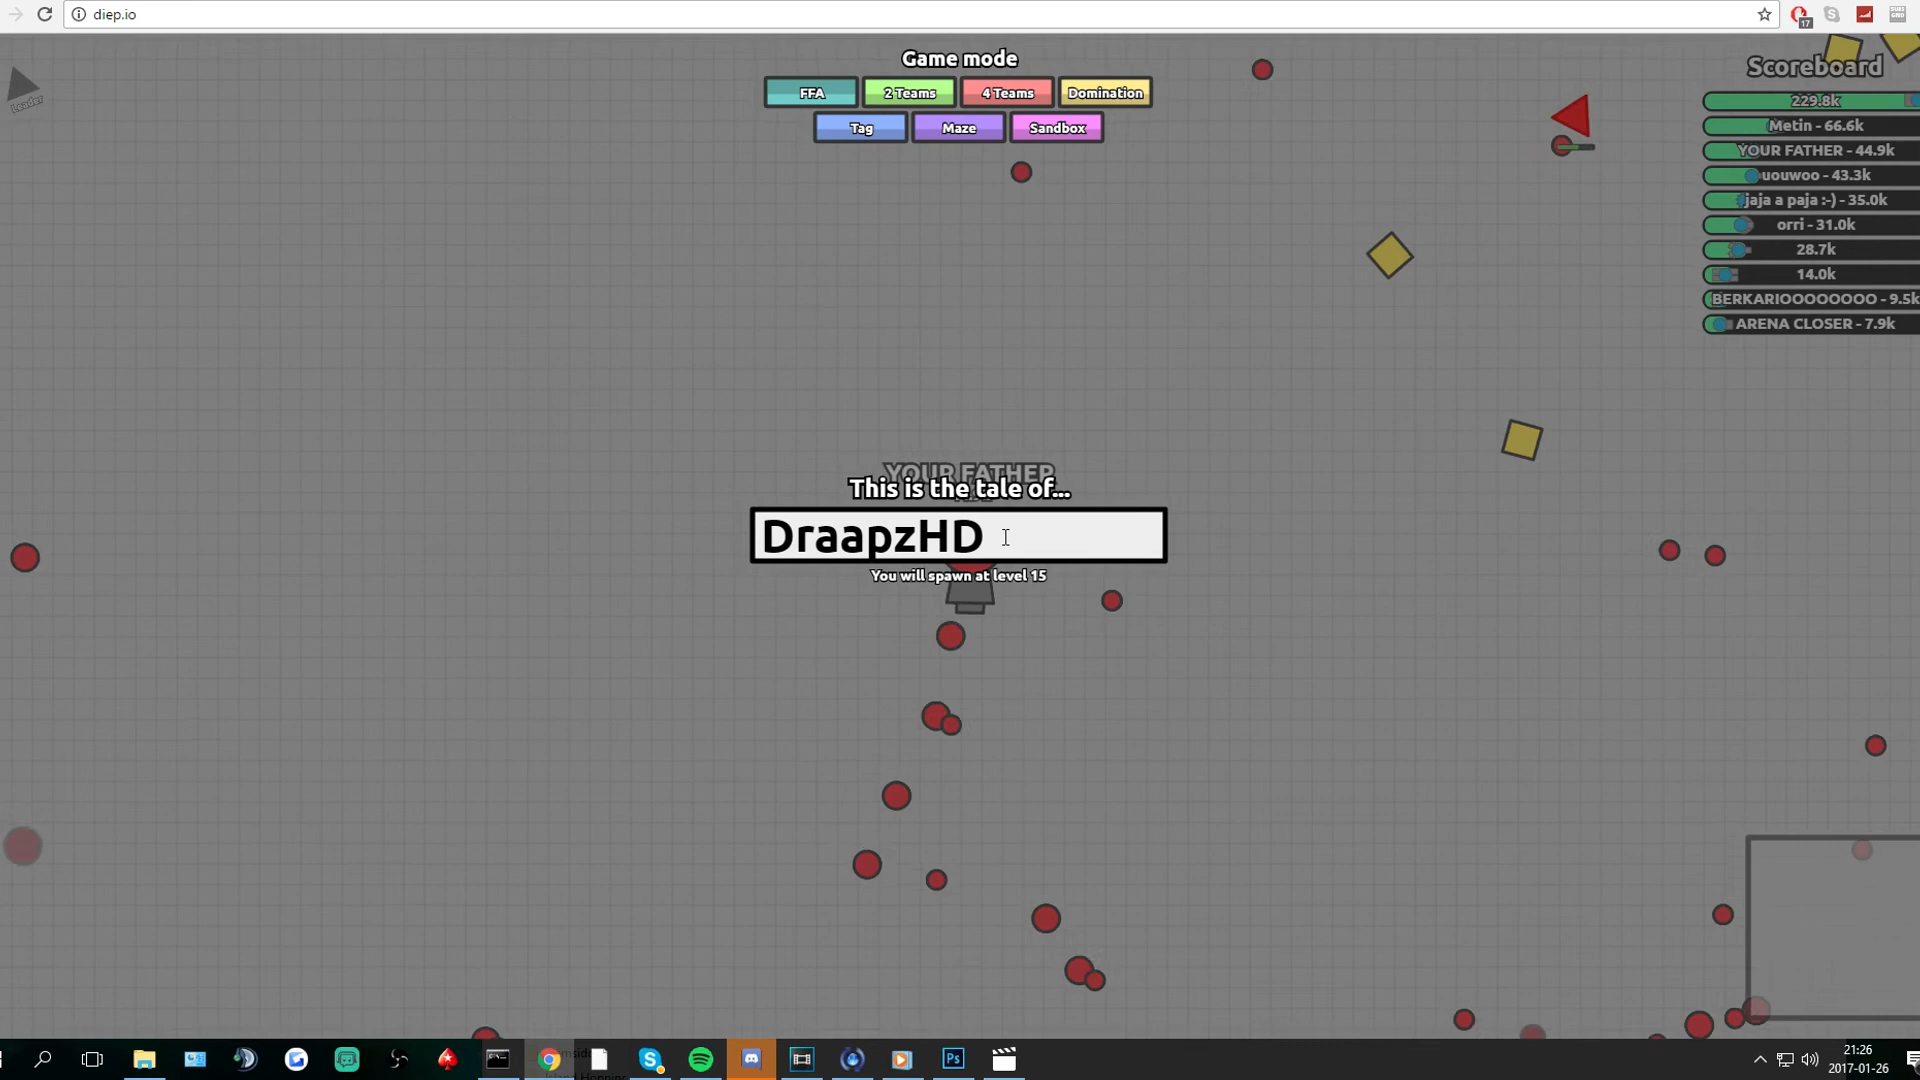 diep.io
17
Game mode
FFA
2 Teams
4 Teams
Domination
Tag
Maze
Sandbox
Leader
Scoreboard
229.8k
Metin - 66.6k
YOUR FATHER - 44.9k
uouwoo - 43.3k
jaja a paja :-) - 35.0k
orri - 31.0k
28.7k
14.0k
BERKARIOOOOOOOO - 9.5k
ARENA CLOSER - 7.9k
YOUR FATHER
This is the tale of...
DraapzHD
You will spawn at level 15
Ps
21:26
2017-01-26